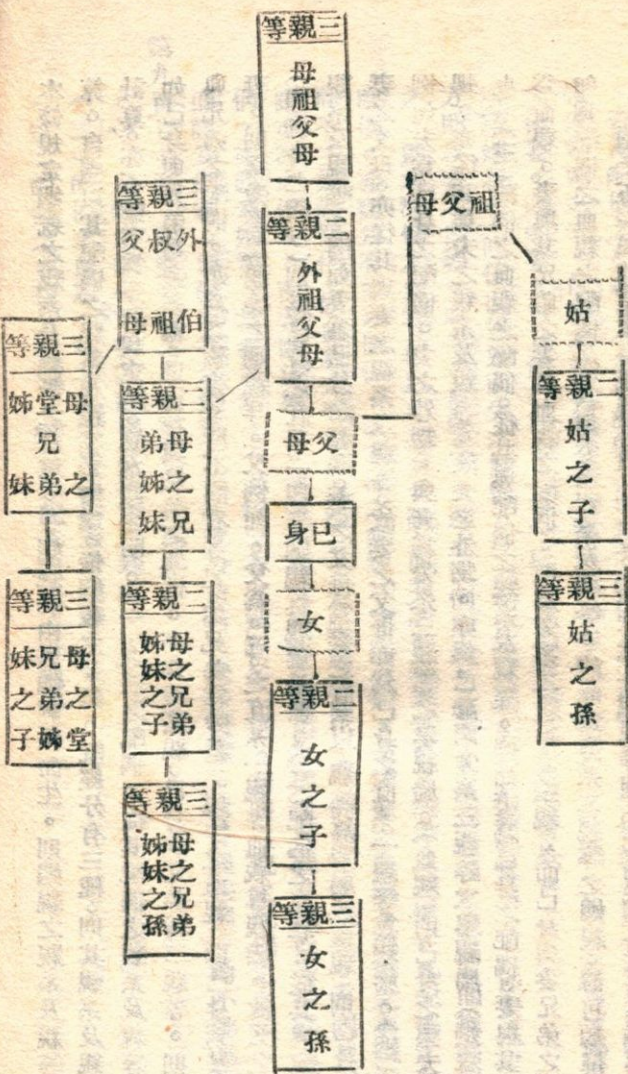 祖父母
姑
二親等
姑之子
三親等
姑之孫
三親等
母祖父母
二親等
外祖父母
父母
已身
女
二親等
女之子
三親等
女之孫
三親等
外伯
叔祖
父母
三親等
母之兄
弟姊妹
二親等
母之兄弟
姊妹之子
三親等
母之兄弟
姊妹之孫
三親等
母之
堂兄弟
姊妹
三親等
母之堂
兄弟姊
妹之子